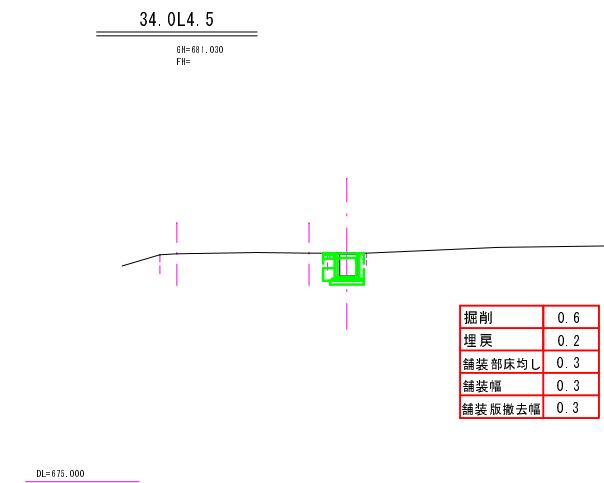 34.0L4.5
GH=681.030
FH=
掘削 0.6
埋戻 0.2
舗装部床均し 0.3
舗装幅 0.3
舗装版撤去幅 0.3
DL=675.000